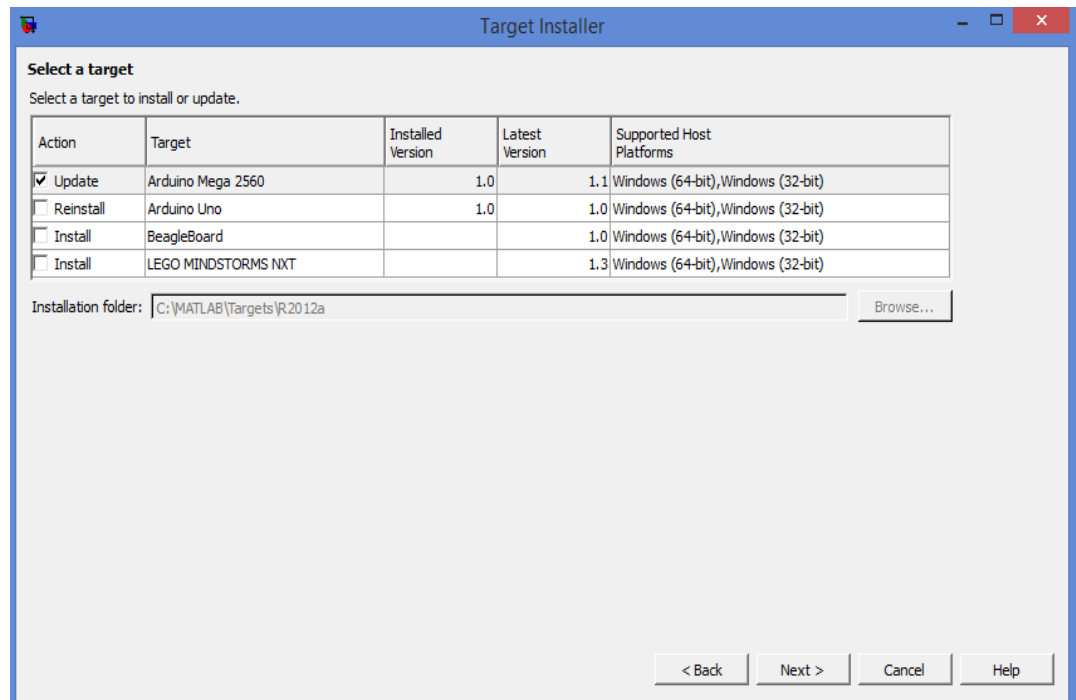 Target Installer
Select a target
Select a target to install or update.
Action Target Installed Version Latest Version Supported Host Platforms
Update Arduino Mega 2560 1.0 1.1 Windows (64-bit),Windows (32-bit)
Reinstall Arduino Uno 1.0 1.0 Windows (64-bit),Windows (32-bit)
Install BeagleBoard 1.0 Windows (64-bit),Windows (32-bit)
Install LEGO MINDSTORMS NXT 1.3 Windows (64-bit),Windows (32-bit)
Installation folder: C:\MATLAB\Targets\R2012a Browse...
< Back Next > Cancel Help